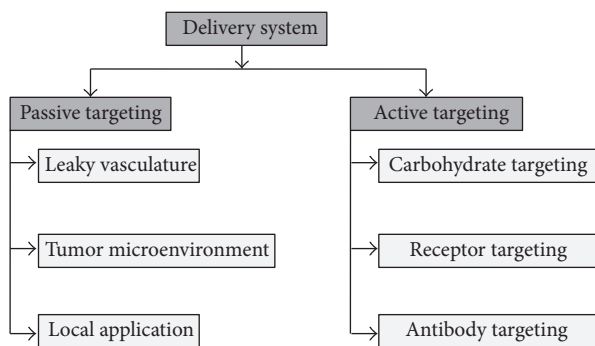 Delivery system
Passive targeting
Leaky vasculature
Tumor microenvironment
Local application
Active targeting
Carbohydrate targeting
Receptor targeting
Antibody targeting